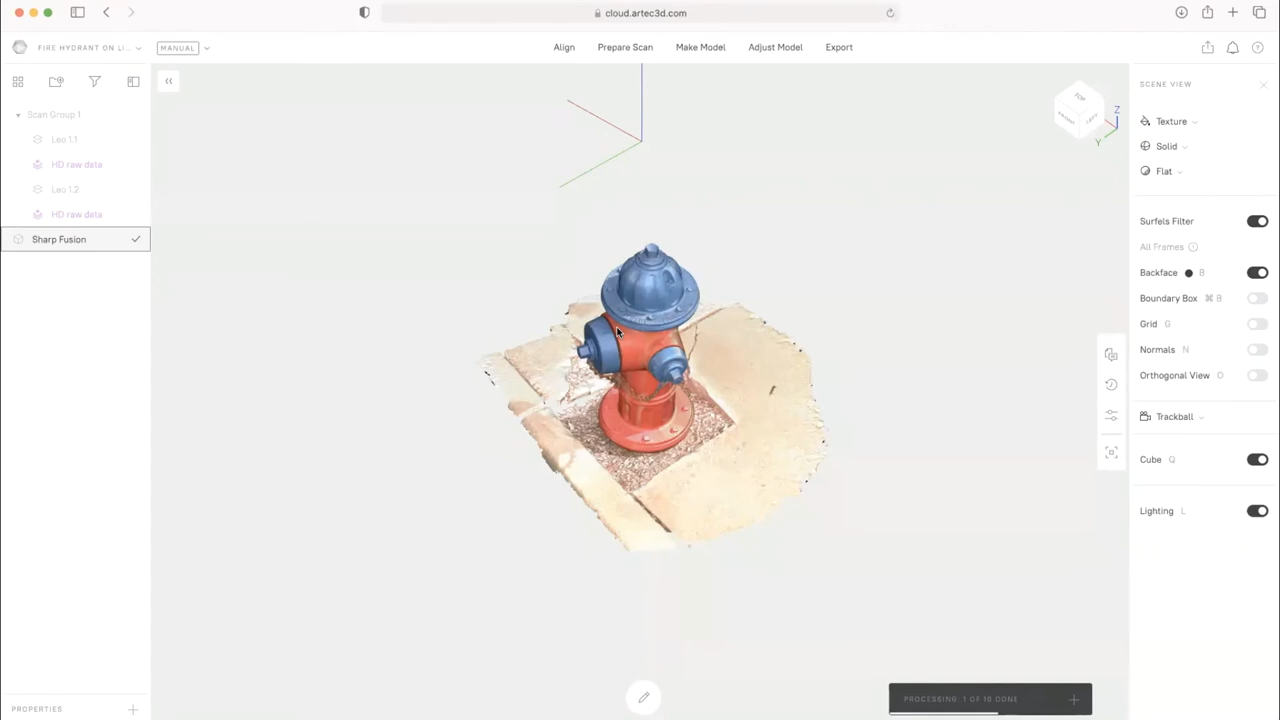 cloud.artec3d.com
FIRE HYDRANT ON LI...
MANUAL
Align
Prepare Scan
Make Model
Adjust Model
Export
Scan Group 1
Leo 1.1
HD raw data
Leo 1.2
HD raw data
Sharp Fusion
PROPERTIES
TOP
FRONT
LEFT
Z
Y
SCENE VIEW
Texture
Solid
Flat
Surfels Filter
All Frames
Backface B
Boundary Box ⌘ B
Grid G
Normals N
Orthogonal View O
Trackball
Cube Q
Lighting L
PROCESSING: 1 OF 10 DONE